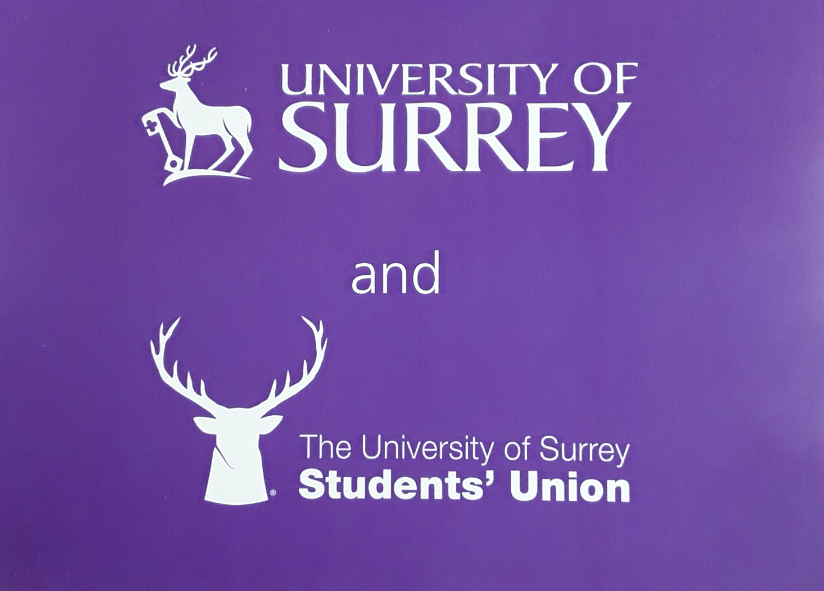 UNIVERSITY OF
SURREY
and
The University of Surrey
Students’ Union
®